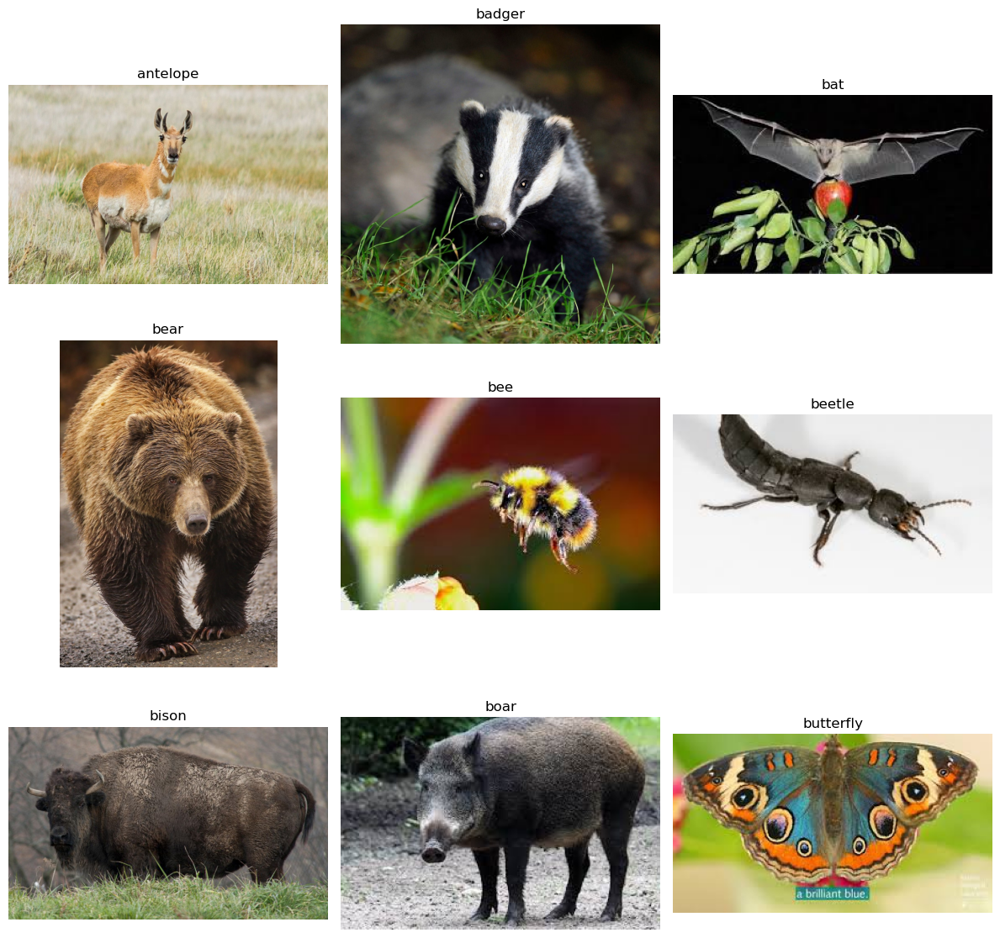 badger
antelope
bat
bear
bee
beetle
bison
boar
butterfly
a brilliant blue.